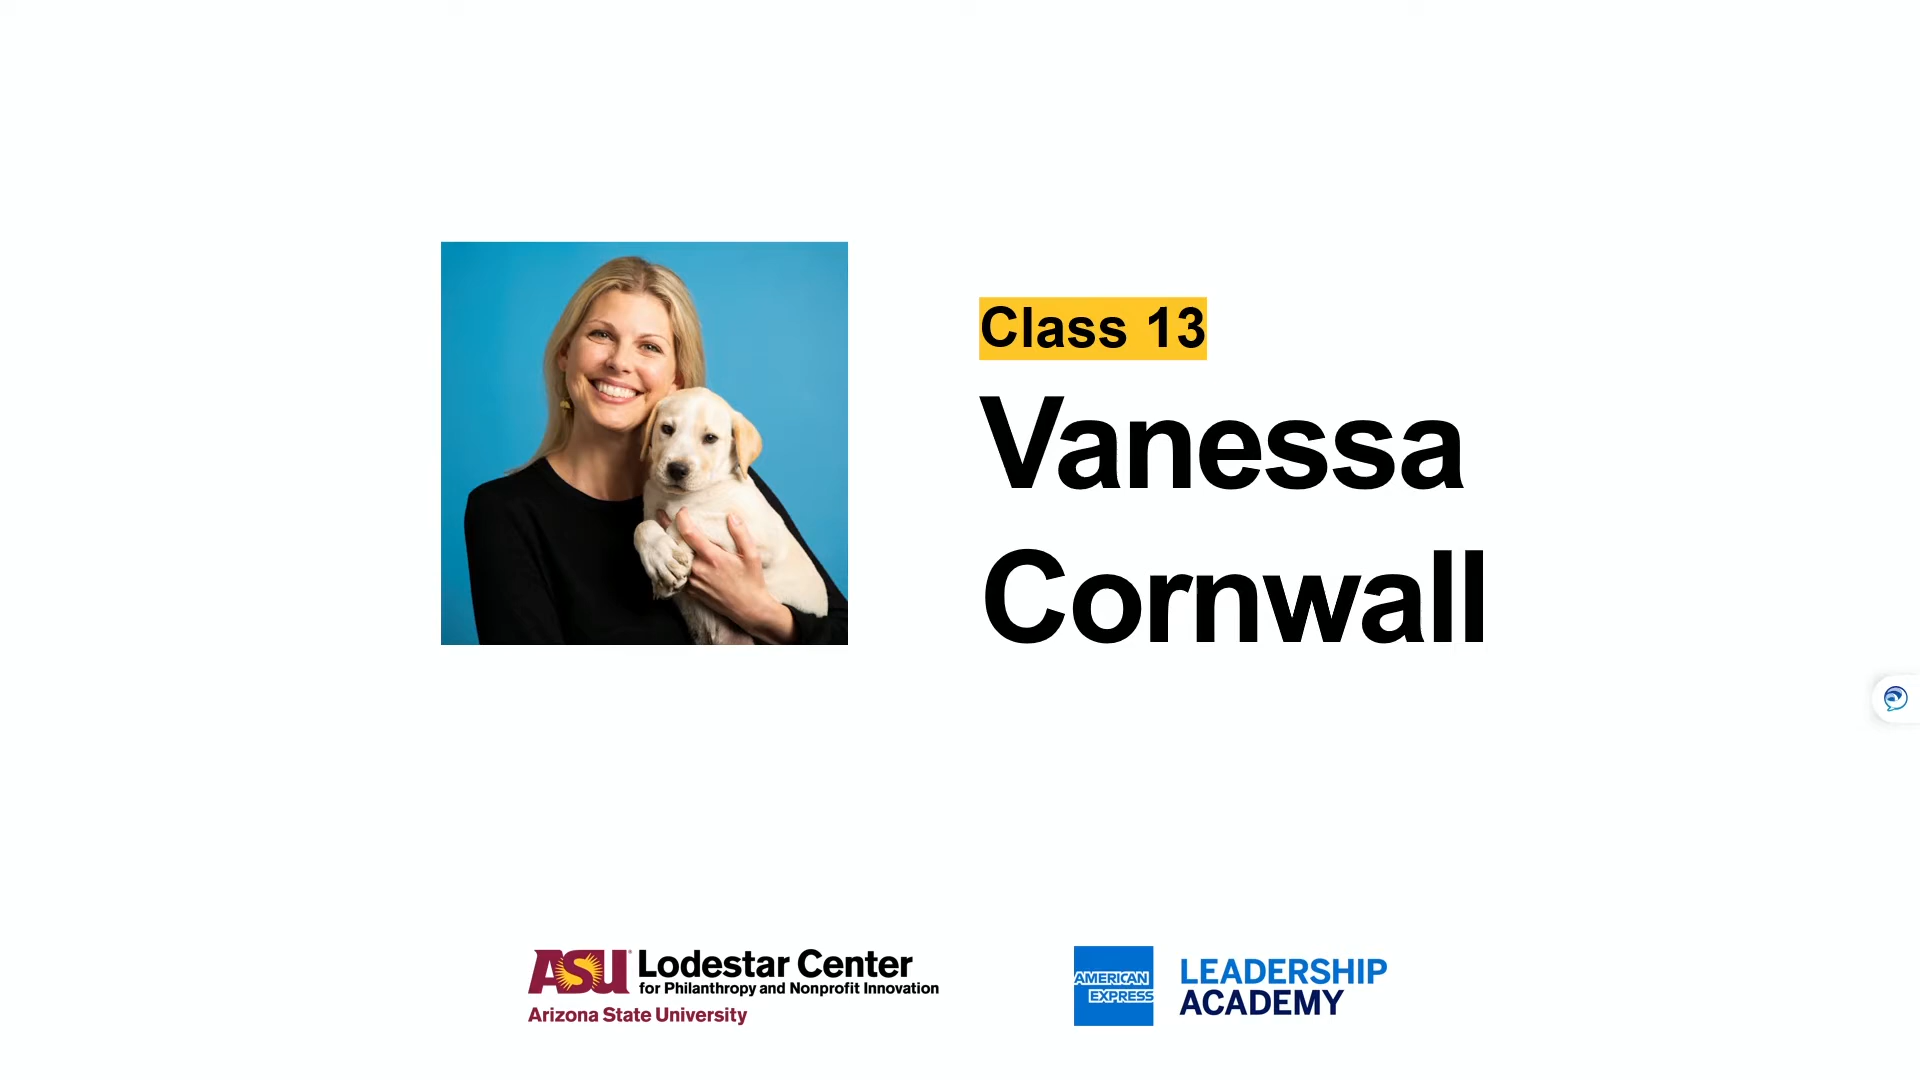 Class 13
Vanessa
Cornwall
ASU Lodestar Center
for Philanthropy and Nonprofit Innovation
Arizona State University
AMERICAN
EXPRESS
LEADERSHIP
ACADEMY